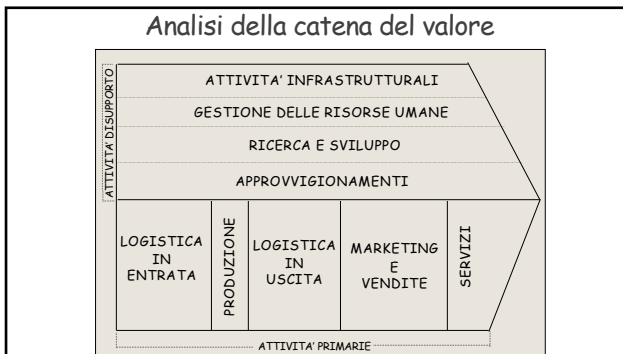 Analisi della catena del valore
ATTIVITA' DISUPPORTO
ATTIVITA' INFRASTRUTTURALI
GESTIONE DELLE RISORSE UMANE
RICERCA E SVILUPPO
APPROVVIGIONAMENTI
LOGISTICA
IN
ENTRATA
PRODUZIONE
LOGISTICA
IN
USCITA
MARKETING
E
VENDITE
SERVIZI
ATTIVITA' PRIMARIE